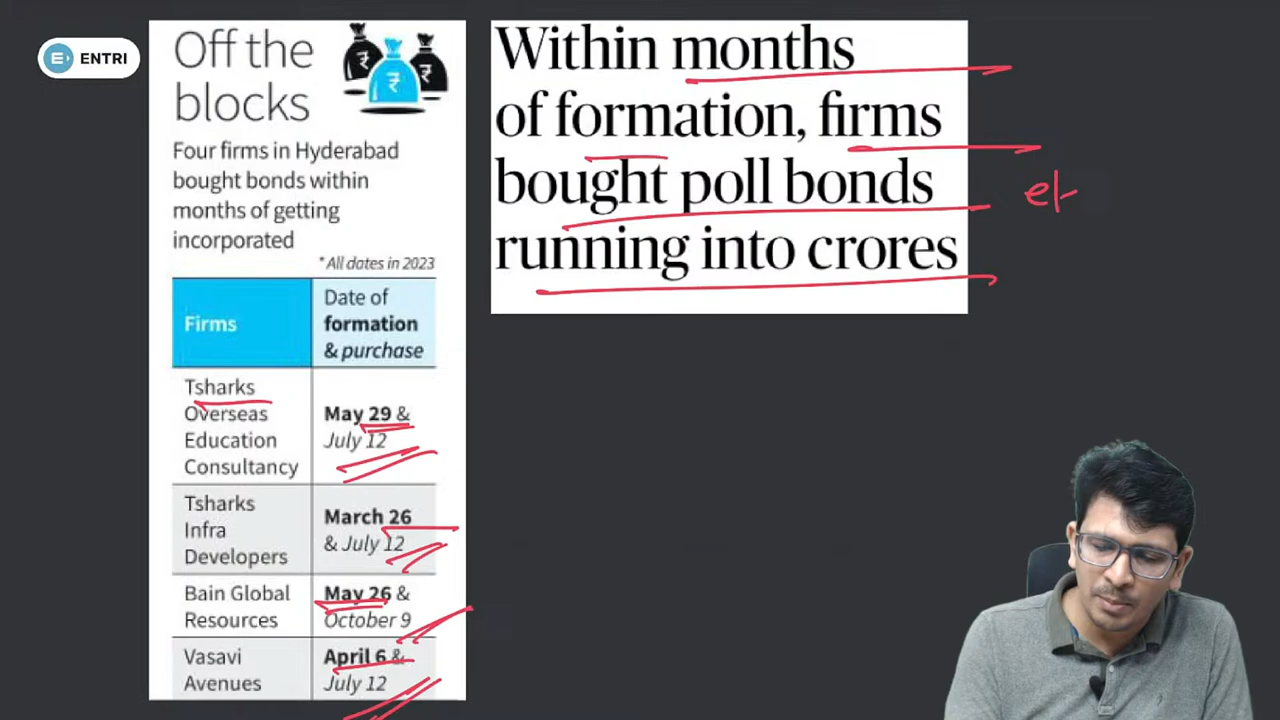 ENTRI
Off the
blocks
Four firms in Hyderabad
bought bonds within
months of getting
incorporated
*All dates in 2023
Firms
Date of
formation
& purchase
Tsharks
Overseas
Education
Consultancy
May 29 &
July 12
Tsharks
Infra
Developers
March 26
& July 12
Bain Global
Resources
May 26 &
October 9
Vasavi
Avenues
April 6 &
July 12
Within months
of formation, firms
bought poll bonds
running into crores